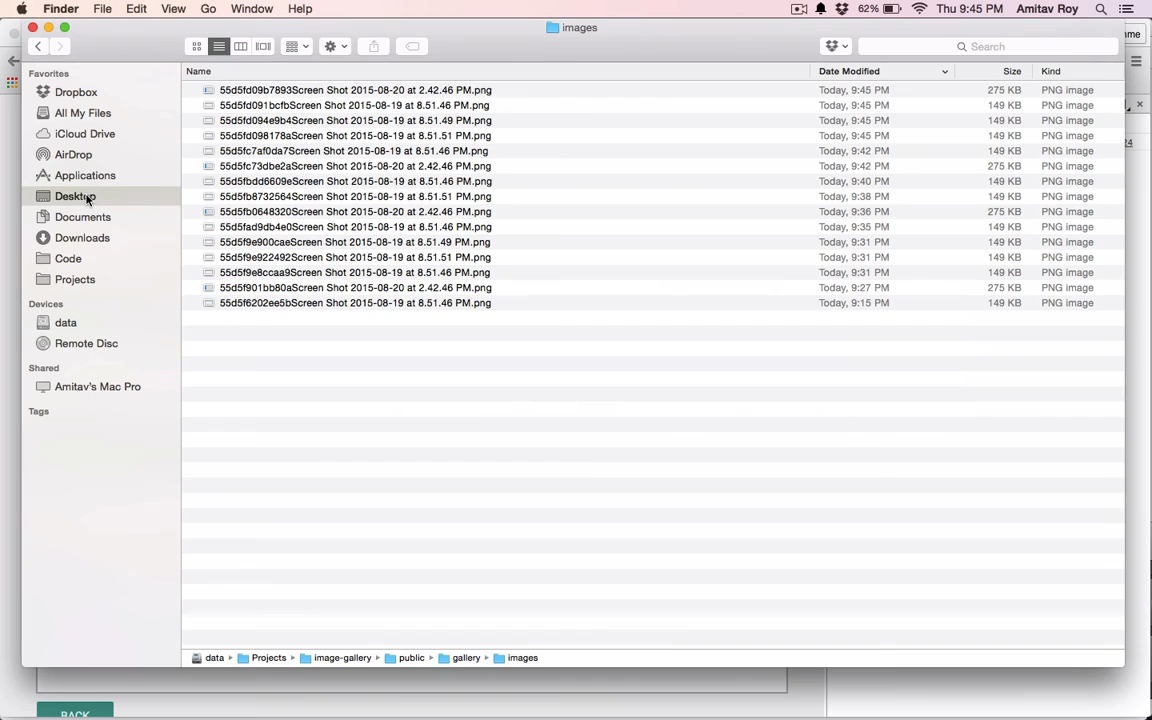 Finder File Edit View Go Window Help 62% Thu 9:45 PM Amitav Roy
images
Search
me
Favorites
Dropbox
All My Files
iCloud Drive
AirDrop
Applications
Desktop
Documents
Downloads
Code
Projects
Devices
data
Remote Disc
Shared
Amitav's Mac Pro
Tags
Name Date Modified Size Kind
55d5fd09b7893Screen Shot 2015-08-20 at 2.42.46 PM.png Today, 9:45 PM 275 KB PNG image
55d5fd091bcfbScreen Shot 2015-08-19 at 8.51.46 PM.png Today, 9:45 PM 149 KB PNG image
55d5fd094e9b4Screen Shot 2015-08-19 at 8.51.49 PM.png Today, 9:45 PM 149 KB PNG image
55d5fd098178aScreen Shot 2015-08-19 at 8.51.51 PM.png Today, 9:45 PM 149 KB PNG image
55d5fc7af0da7Screen Shot 2015-08-19 at 8.51.46 PM.png Today, 9:42 PM 149 KB PNG image
55d5fc73dbe2aScreen Shot 2015-08-20 at 2.42.46 PM.png Today, 9:42 PM 275 KB PNG image
55d5fbdd6609eScreen Shot 2015-08-19 at 8.51.46 PM.png Today, 9:40 PM 149 KB PNG image
55d5fb8732564Screen Shot 2015-08-19 at 8.51.51 PM.png Today, 9:38 PM 149 KB PNG image
55d5fb0648320Screen Shot 2015-08-20 at 2.42.46 PM.png Today, 9:36 PM 275 KB PNG image
55d5fad9db4e0Screen Shot 2015-08-19 at 8.51.46 PM.png Today, 9:35 PM 149 KB PNG image
55d5f9e900caeScreen Shot 2015-08-19 at 8.51.49 PM.png Today, 9:31 PM 149 KB PNG image
55d5f9e922492Screen Shot 2015-08-19 at 8.51.51 PM.png Today, 9:31 PM 149 KB PNG image
55d5f9e8ccaa9Screen Shot 2015-08-19 at 8.51.46 PM.png Today, 9:31 PM 149 KB PNG image
55d5f901bb80aScreen Shot 2015-08-20 at 2.42.46 PM.png Today, 9:27 PM 275 KB PNG image
55d5f6202ee5bScreen Shot 2015-08-19 at 8.51.46 PM.png Today, 9:15 PM 149 KB PNG image
24
data Projects image-gallery public gallery images
BACK